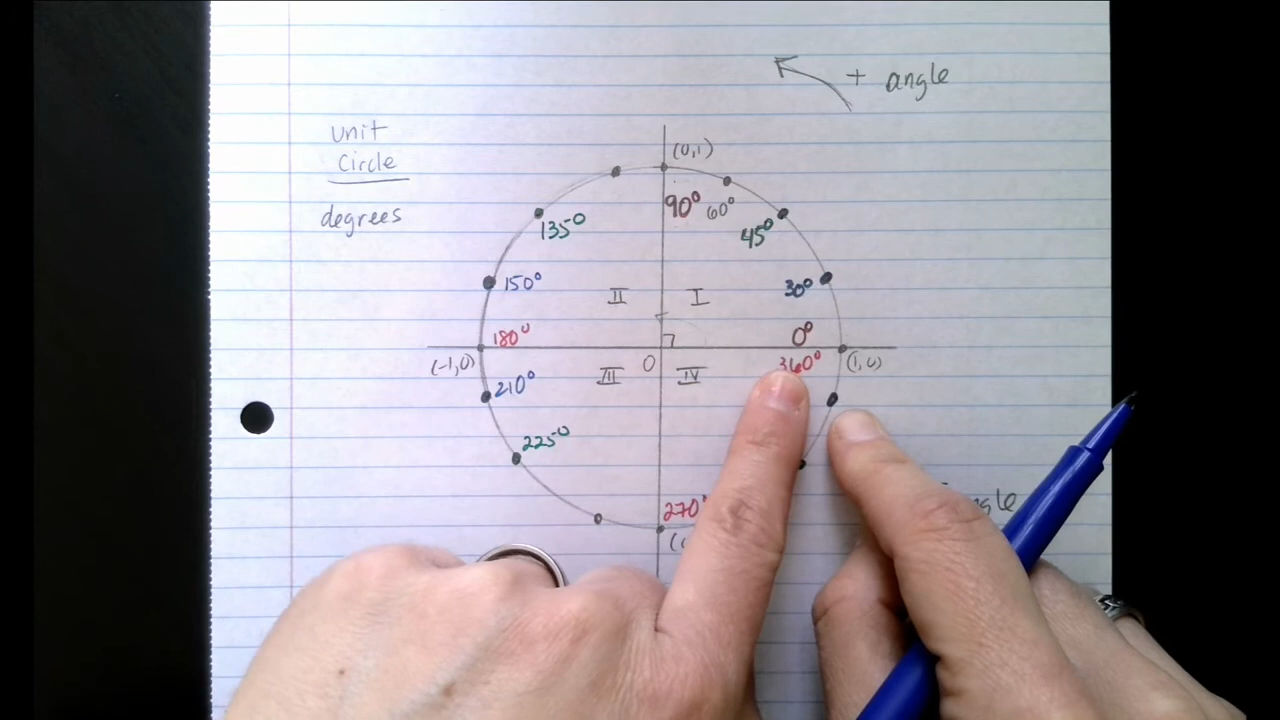 + angle
unit
circle
degrees
(0,1)
90° 60°
135°
45°
150°
30°
II I
180°
0°
(-1,0)
0
360°
(1,0)
III IV
210°
225°
270°